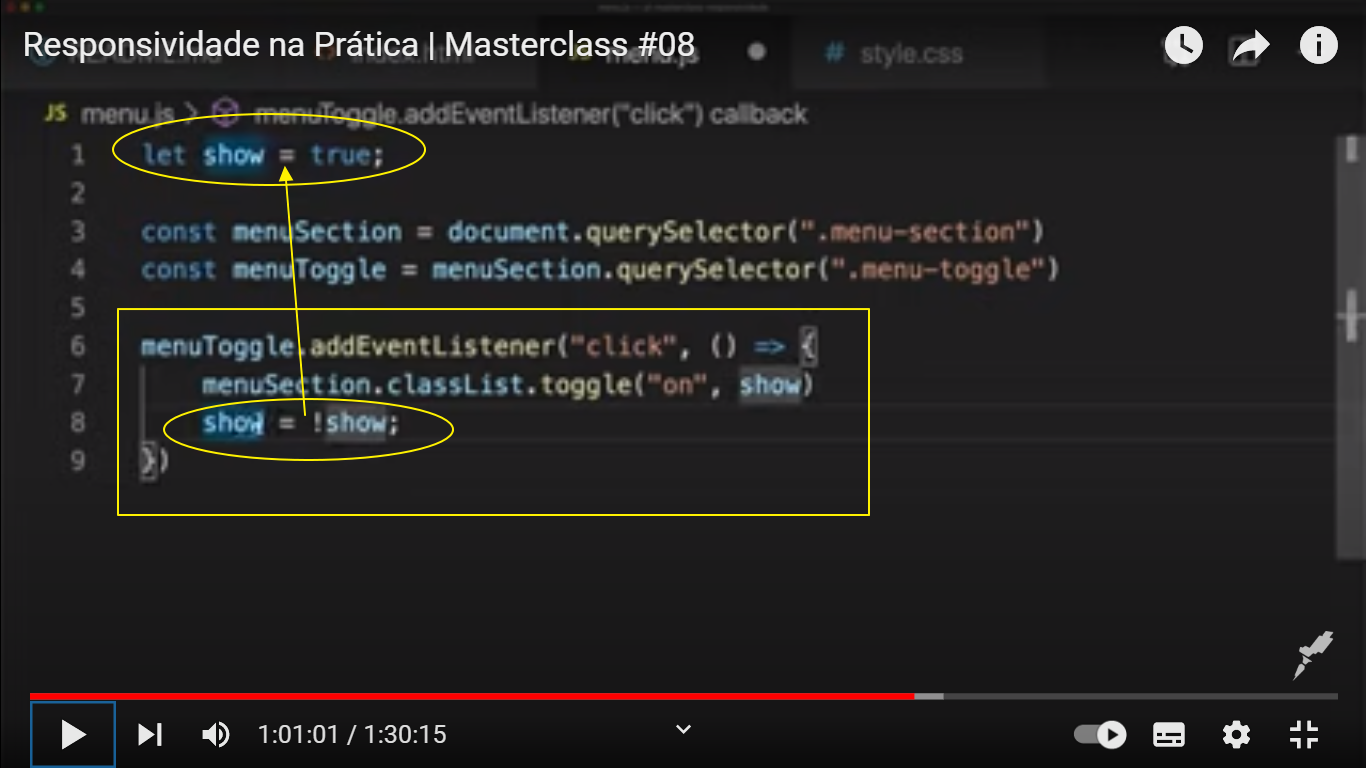 Responsividade na Prática | Masterclass #08
index.html
menu.js
# style.css
JS menu.js > menuToggle.addEventListener("click") callback
1 let show = true;
2
3 const menuSection = document.querySelector(".menu-section")
4 const menuToggle = menuSection.querySelector(".menu-toggle")
5
6 menuToggle.addEventListener("click", () => {
7 menuSection.classList.toggle("on", show)
8 show = !show;
9 })
1:01:01 / 1:30:15